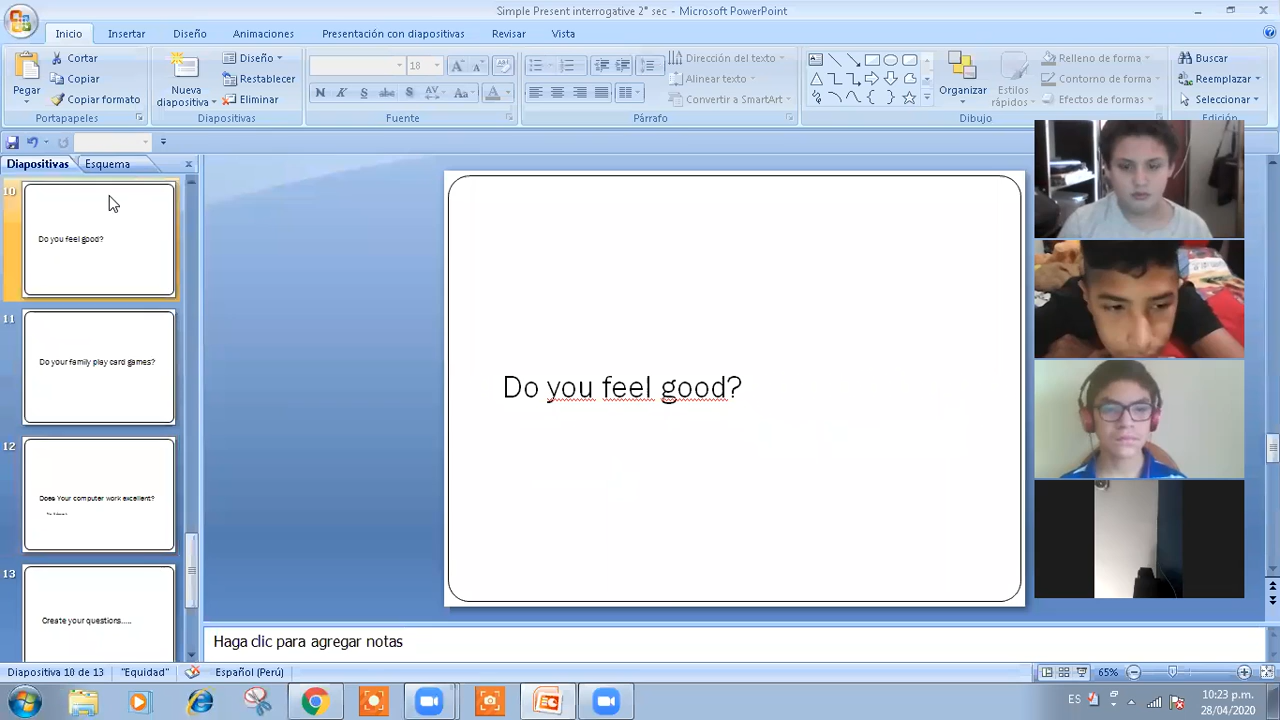 Simple Present interrogative 2° sec - Microsoft PowerPoint
Inicio Insertar Diseño Animaciones Presentación con diapositivas Revisar Vista
Pegar
Cortar
Copiar
Copiar formato
Portapapeles
Nueva diapositiva
Diseño
Restablecer
Eliminar
Diapositivas
18
Fuente
Dirección del texto
Alinear texto
Convertir a SmartArt
Párrafo
Organizar
Estilos rápidos
Relleno de forma
Contorno de forma
Efectos de formas
Dibujo
Buscar
Reemplazar
Seleccionar
Edición
Diapositivas Esquema
10
Do you feel good?
11
Do your family play card games?
12
Does Your computer work excellent?
13
Create your questions.....
Do you feel good?
Haga clic para agregar notas
Diapositiva 10 de 13 "Equidad" Español (Perú) 65%
ES 10:23 p.m.
28/04/2020